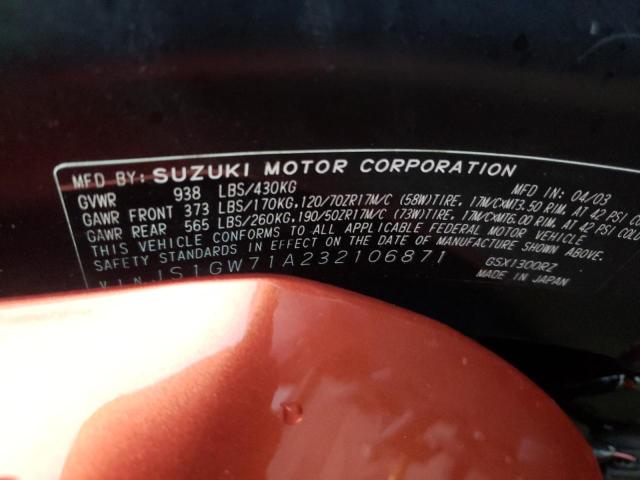 MFD BY: SUZUKI MOTOR CORPORATION MFD IN: 04/03
GVWR 938 LBS/430KG
GAWR FRONT 373 LBS/170KG, 120/70ZR17M/C (58W)TIRE, 17M/CXMT3.50 RIM, AT 42 PSI COLD
GAWR REAR 565 LBS/260KG, 190/50ZR17M/C (73W)TIRE, 17M/CXMT6.00 RIM, AT 42 PSI COLD
THIS VEHICLE CONFORMS TO ALL APPLICABLE FEDERAL MOTOR VEHICLE
SAFETY STANDARDS IN EFFECT ON THE DATE OF MANUFACTURE SHOWN ABOVE.
V.I.N. JS1GW71A232106871 GSX1300RZ
MADE IN JAPAN